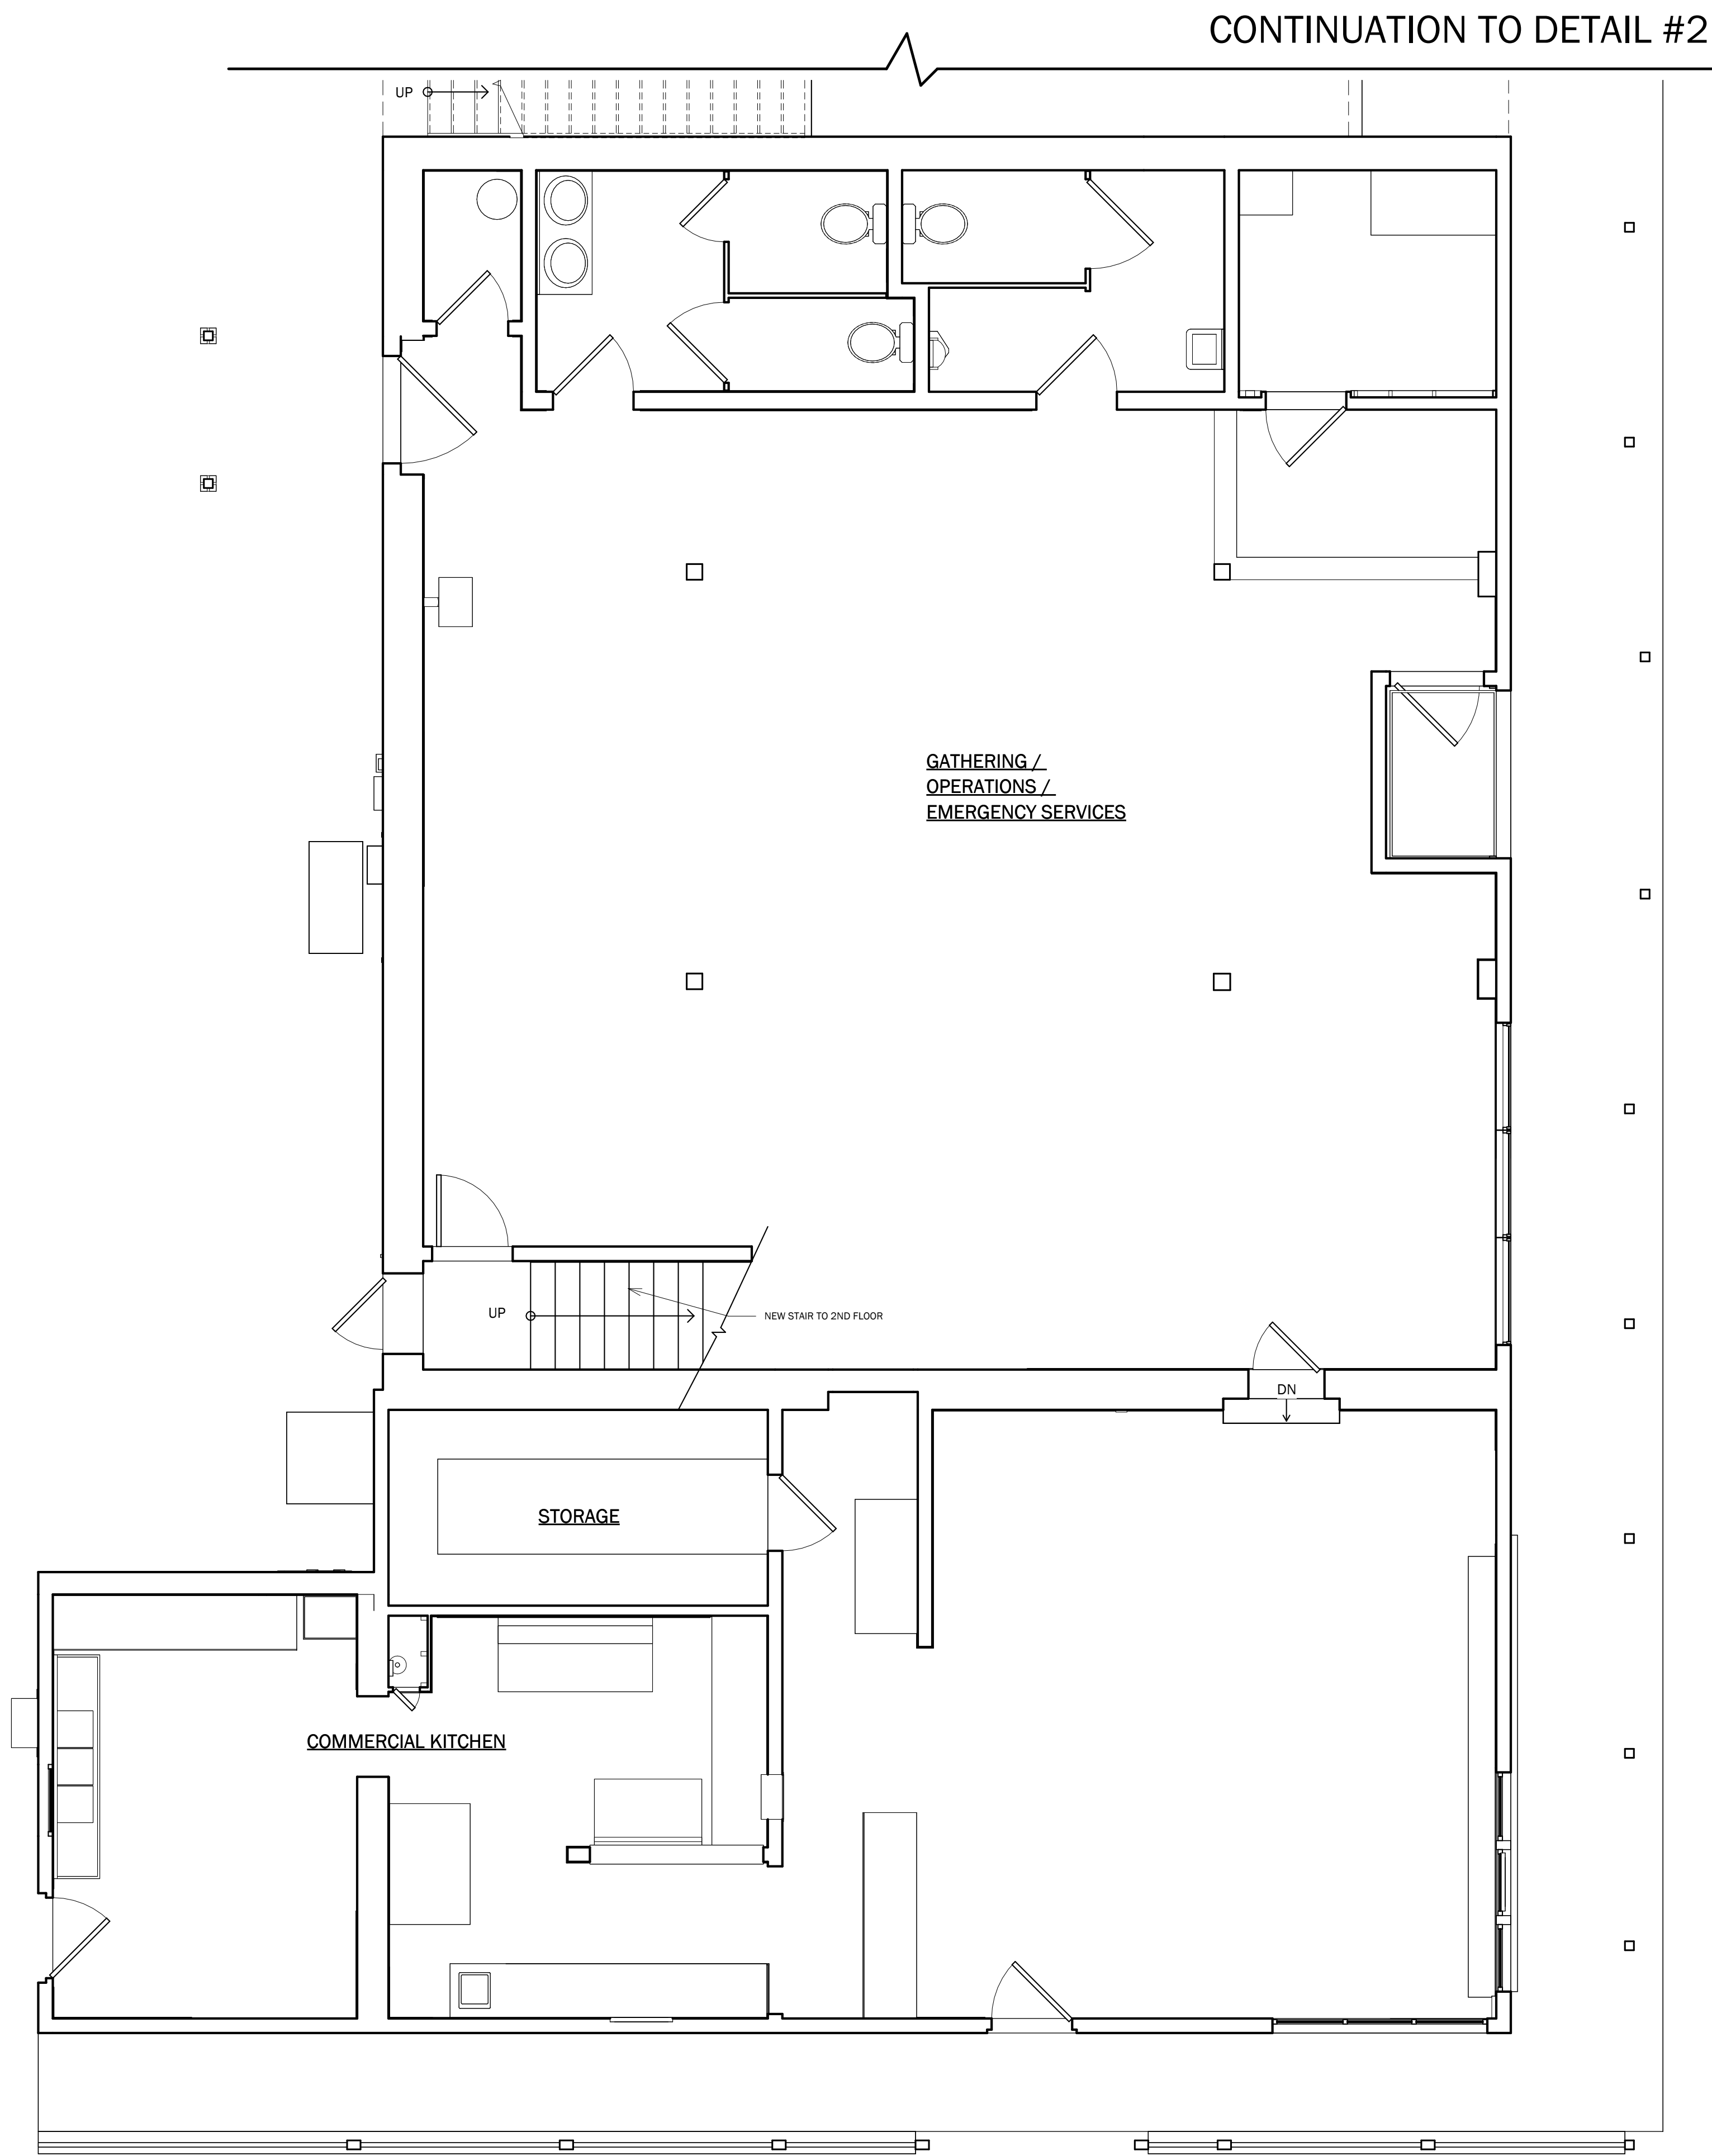 CONTINUATION TO DETAIL #2
UP
GATHERING /
OPERATIONS /
EMERGENCY SERVICES
UP
NEW STAIR TO 2ND FLOOR
DN
STORAGE
COMMERCIAL KITCHEN